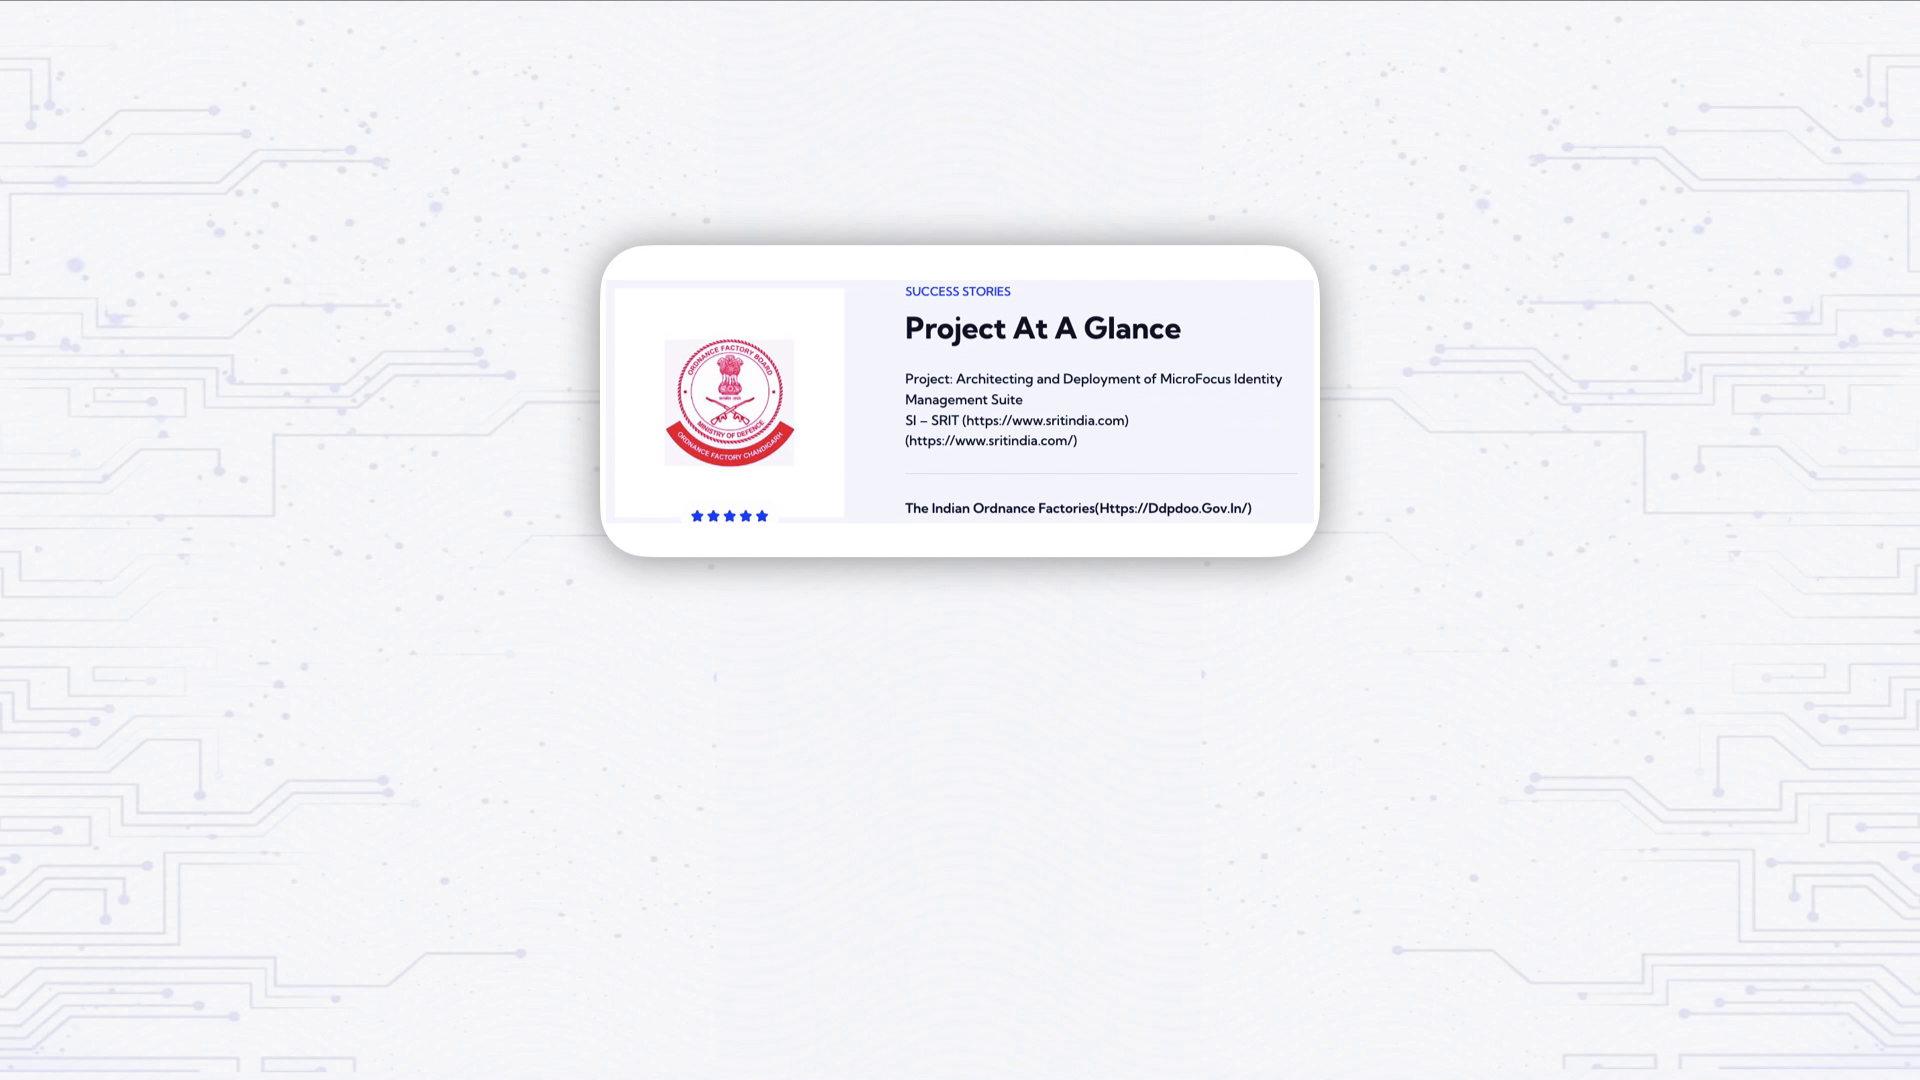 SUCCESS STORIES
Project At A Glance
Project: Architecting and Deployment of MicroFocus Identity
Management Suite
SI – SRIT (https://www.sritindia.com)
(https://www.sritindia.com/)
The Indian Ordnance Factories(Https://Ddpdoo.Gov.In/)
ORDNANCE FACTORY BOARD
MINISTRY OF DEFENCE
ORDNANCE FACTORY CHANDIGARH